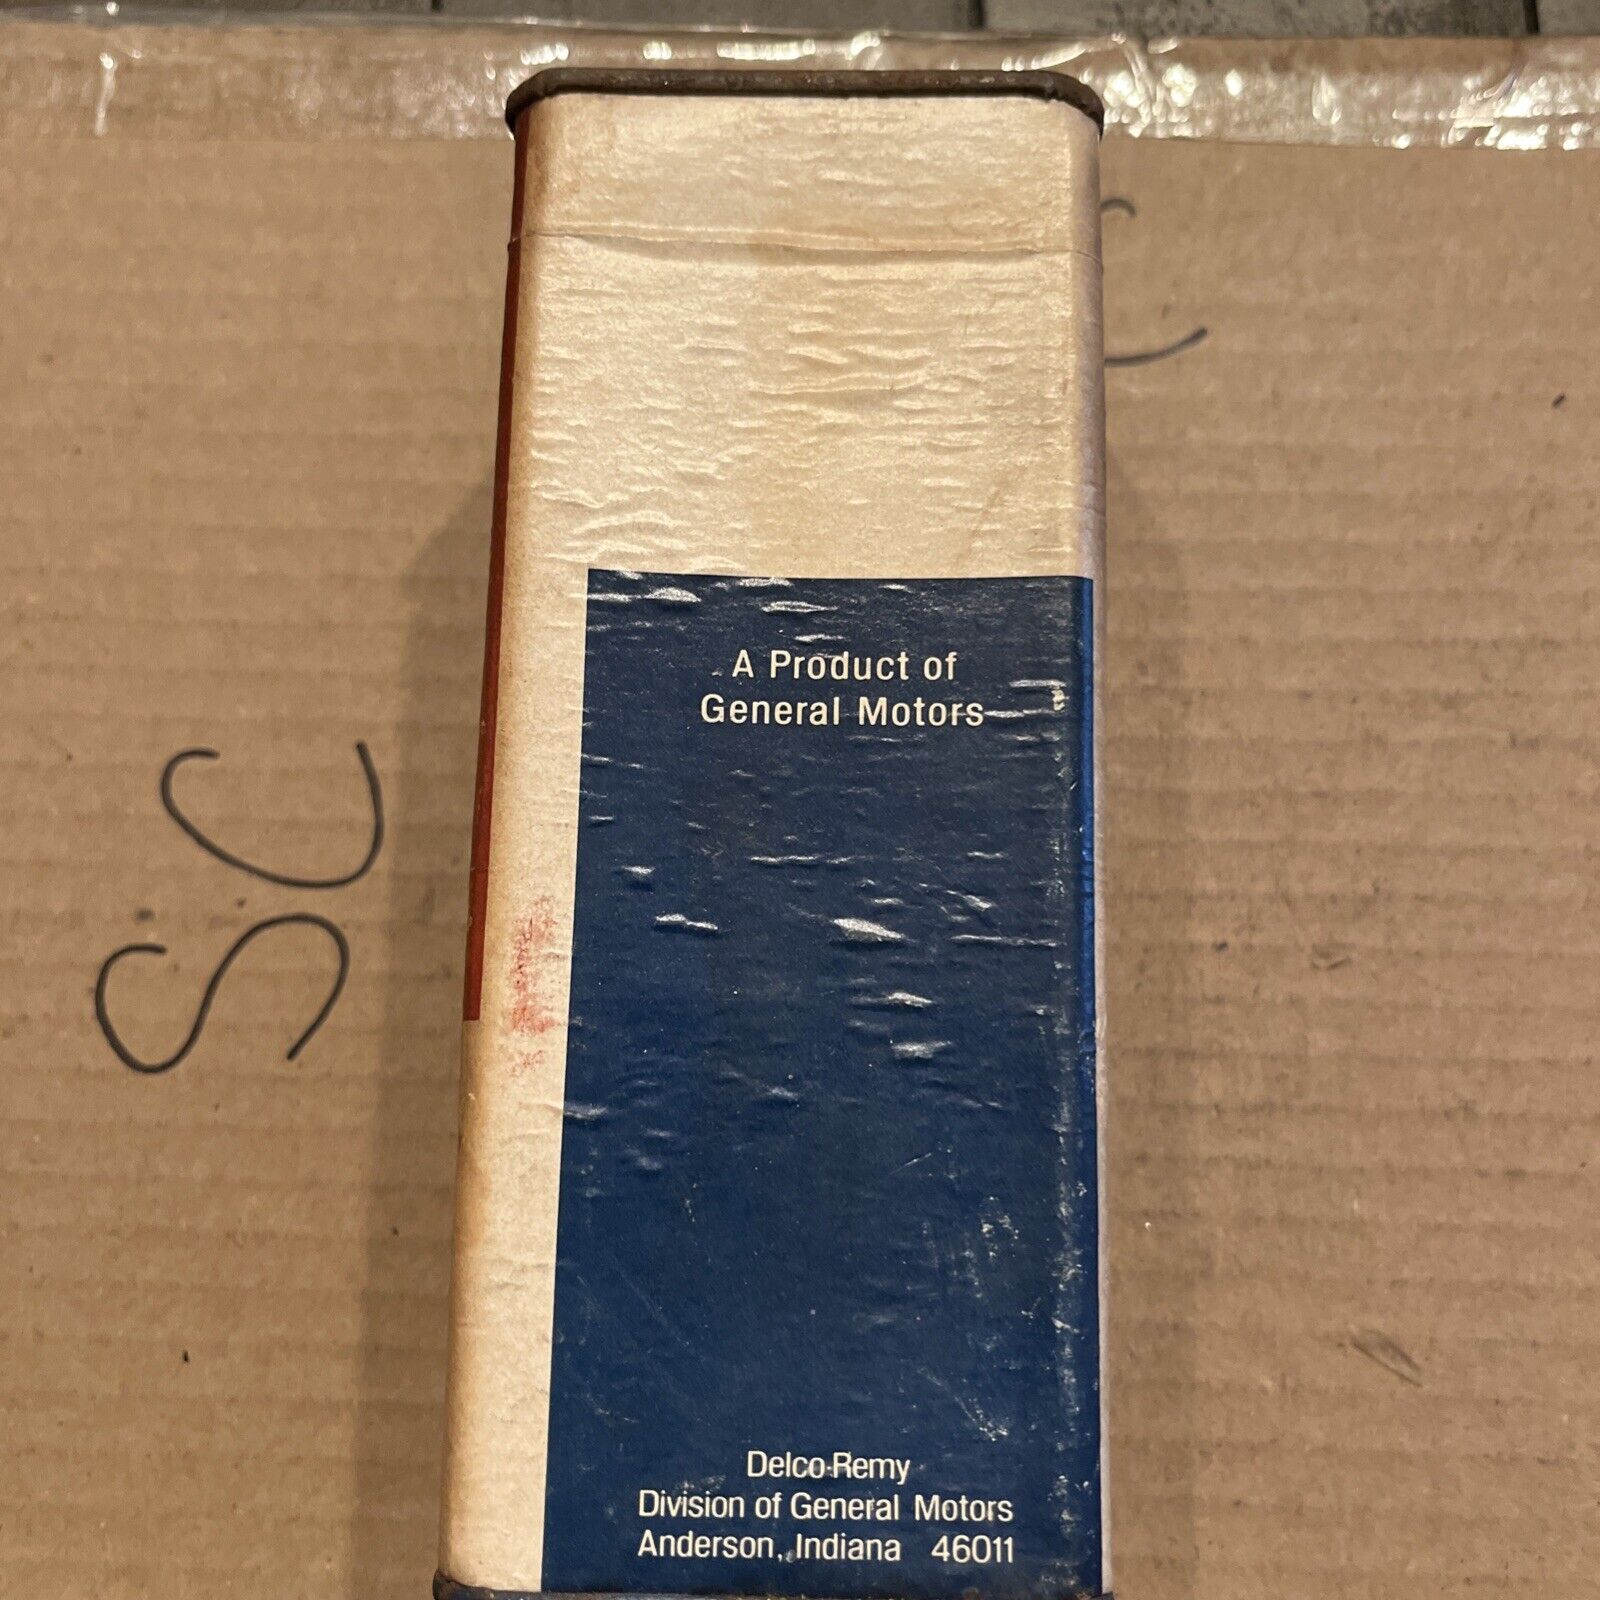 A Product of
General Motors
SC
Delco-Remy
Division of General Motors
Anderson, Indiana 46011